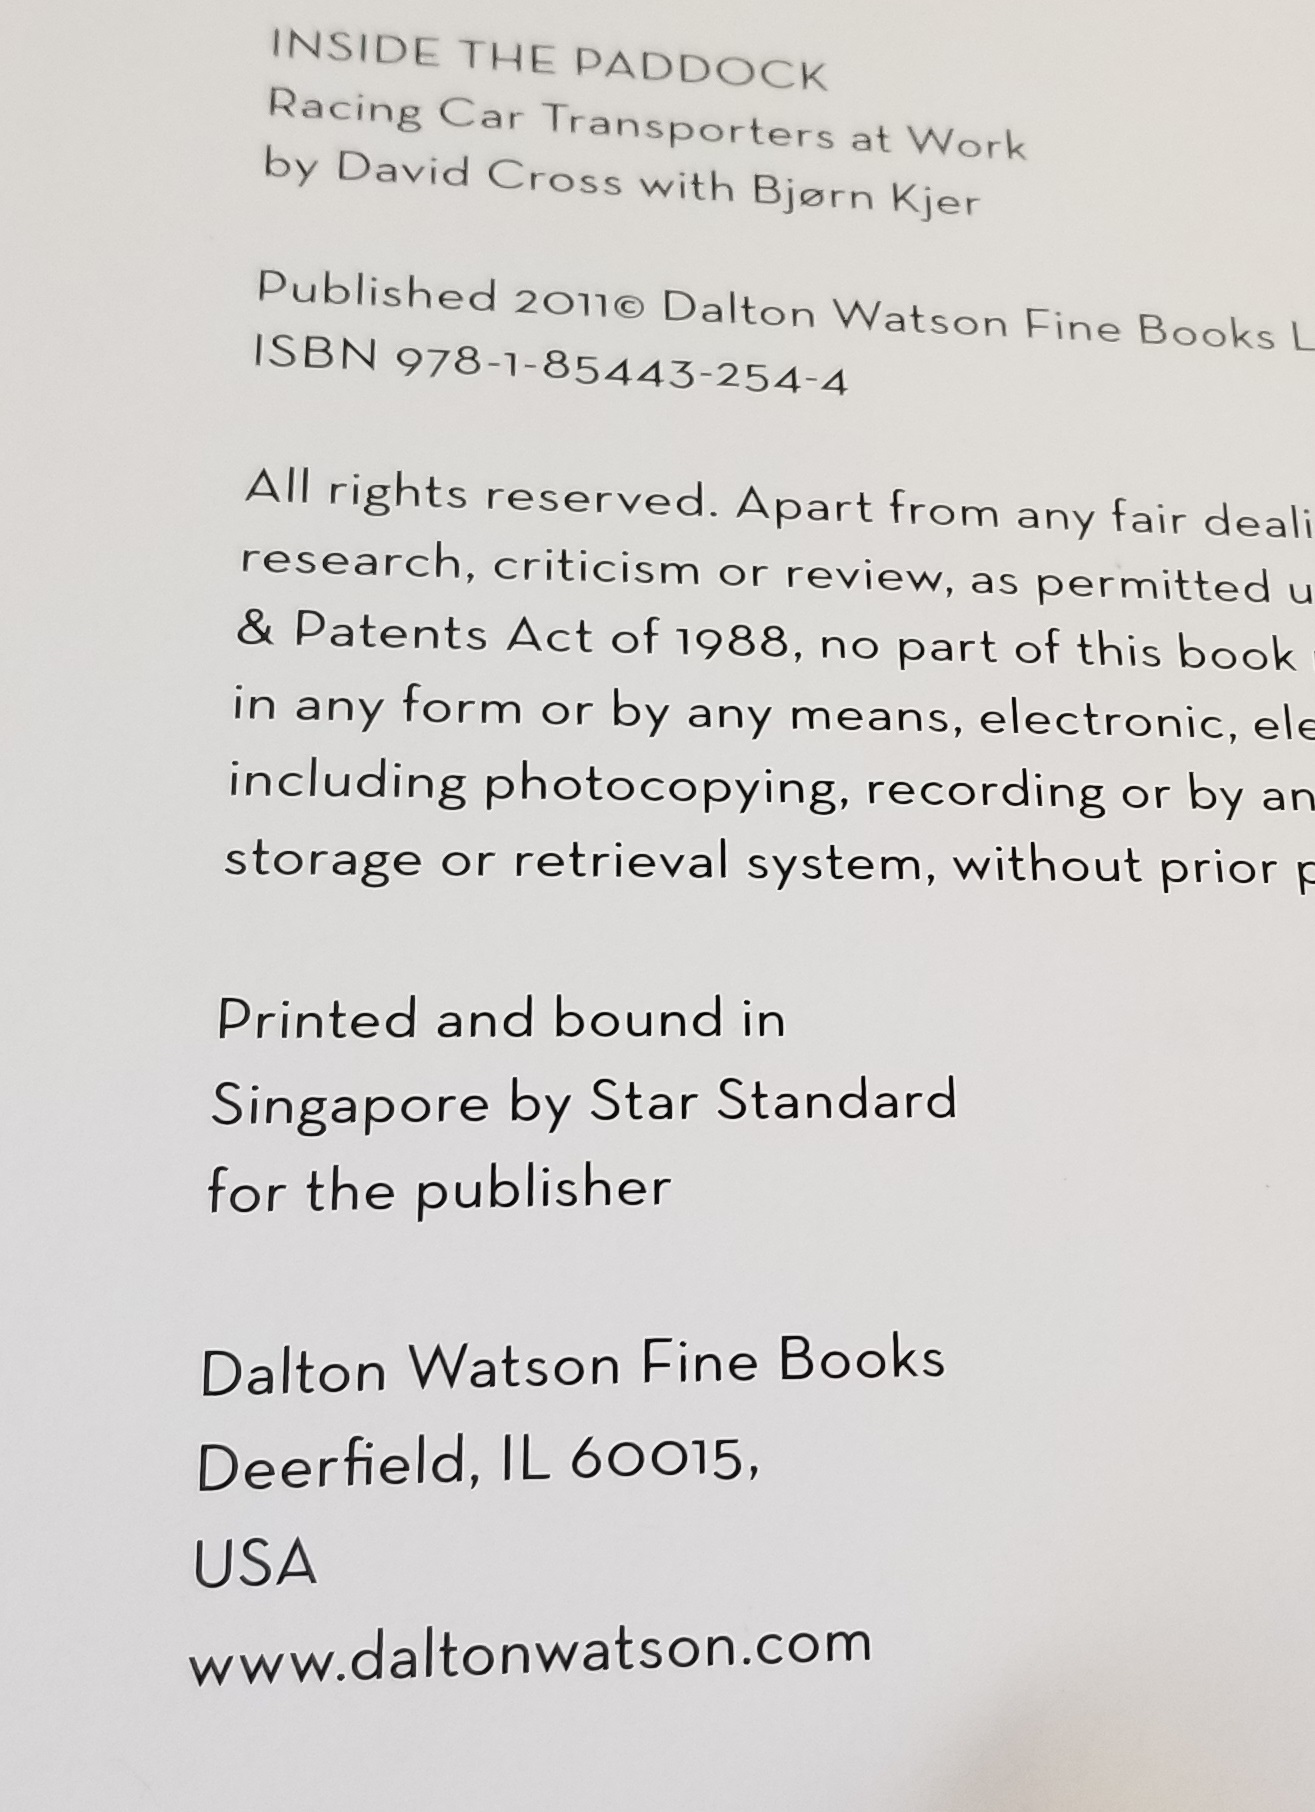 INSIDE THE PADDOCK
Racing Car Transporters at Work
by David Cross with Bjørn Kjer
Published 2011© Dalton Watson Fine Books
ISBN 978-1-85443-254-4
All rights reserved. Apart from any fair
research, criticism or review, as permitted
& Patents Act of 1988, no part of this book
in any form or by any means, electronic,
including photocopying, recording or by
storage or retrieval system, without prior
Printed and bound in
Singapore by Star Standard
for the publisher
Dalton Watson Fine Books
Deerfield, IL 60015,
USA
www.daltonwatson.com